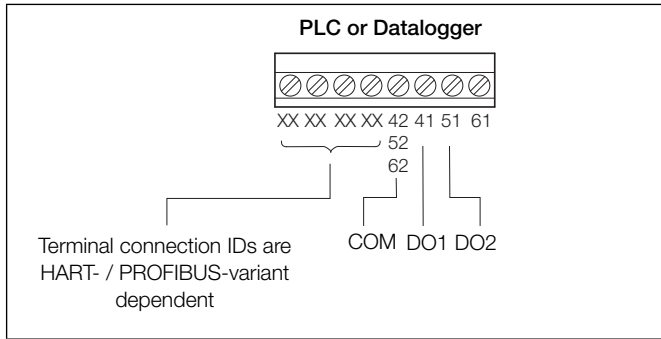 PLC or Datalogger
XX XX XX XX 42 41 51 61
52
62
COM DO1 DO2
Terminal connection IDs are
HART- / PROFIBUS-variant
dependent